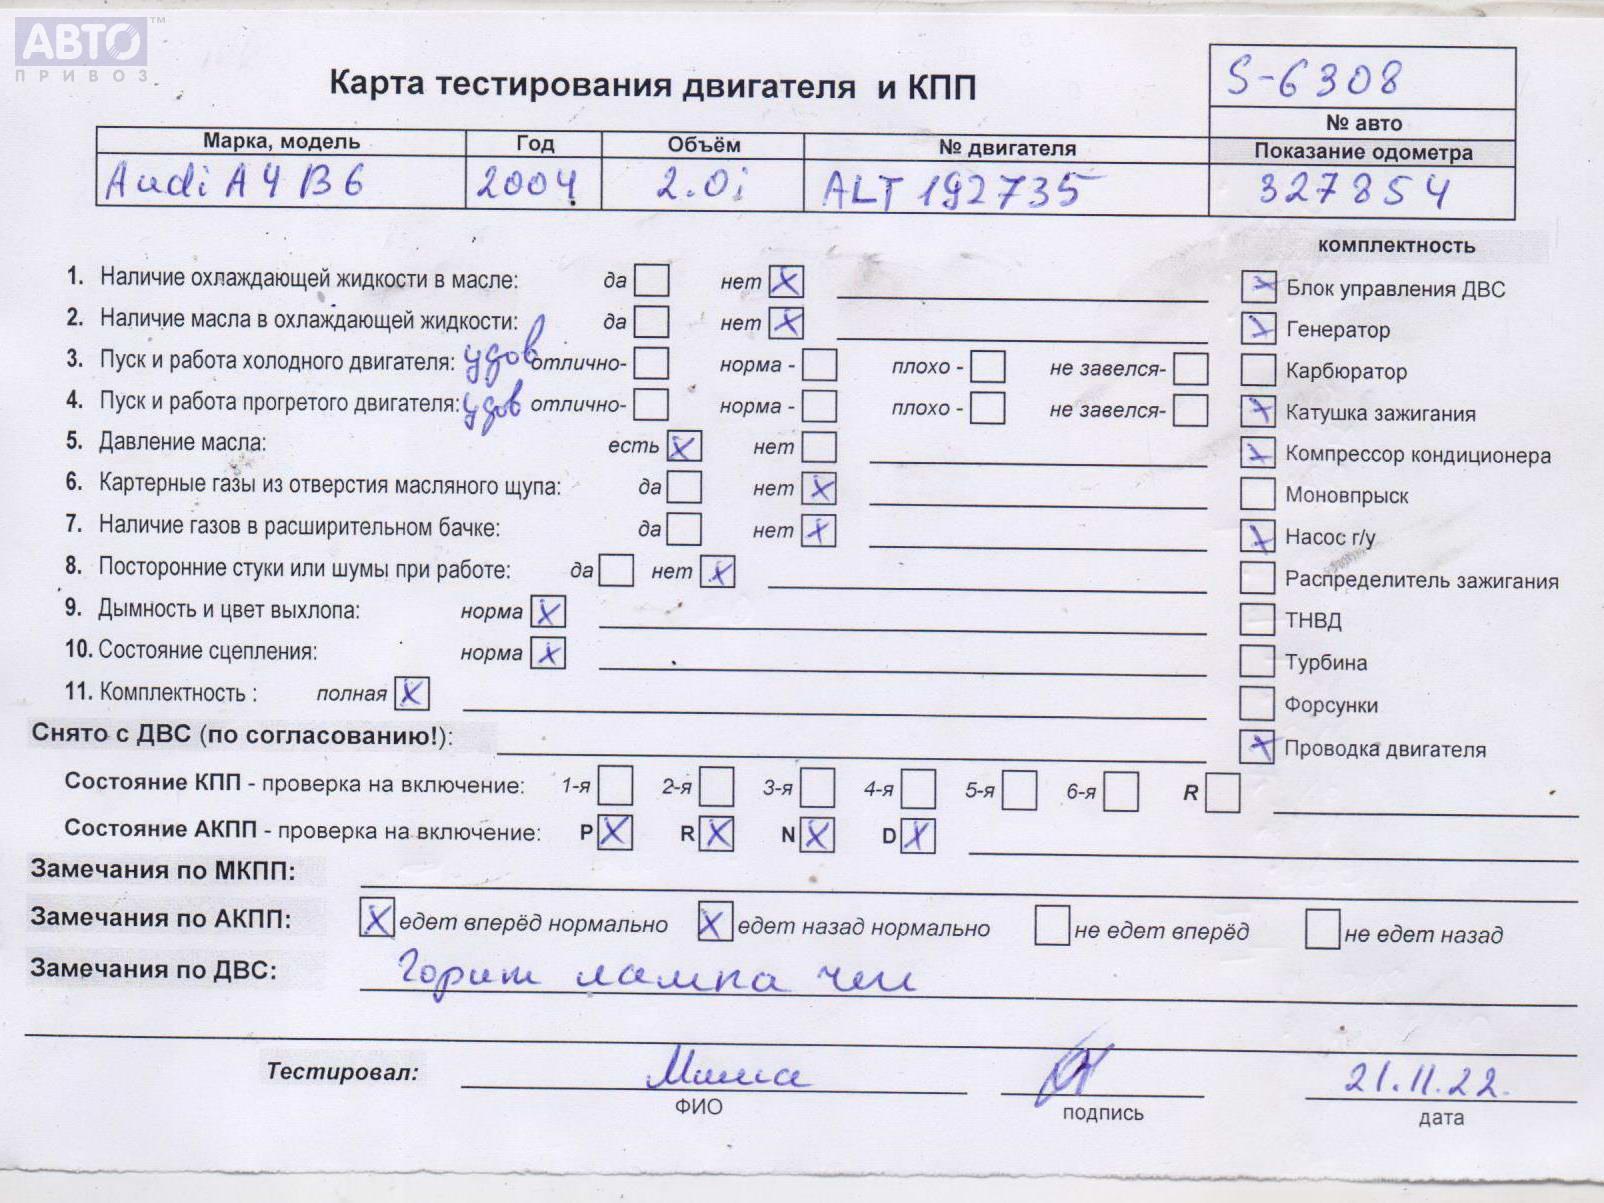 АВТО™
ПРИВОЗ
Карта тестирования двигателя и КПП
S-6308
№ авто
Марка, модель Год Объём № двигателя Показание одометра
Audi A4 B6 2004 2.0i ALT 192735 327854
комплектность
1. Наличие охлаждающей жидкости в масле: да нет X
Блок управления ДВС X
2. Наличие масла в охлаждающей жидкости: да нет X
Генератор X
3. Пуск и работа холодного двигателя: удов отлично- норма - плохо - не завелся-
Карбюратор
4. Пуск и работа прогретого двигателя: удов отлично- норма - плохо - не завелся-
Катушка зажигания X
5. Давление масла: есть X нет
Компрессор кондиционера X
6. Картерные газы из отверстия масляного щупа: да нет X
Моновпрыск
7. Наличие газов в расширительном бачке: да нет X
Насос г/у X
8. Посторонние стуки или шумы при работе: да нет X
Распределитель зажигания
9. Дымность и цвет выхлопа: норма X
ТНВД
10. Состояние сцепления: норма X
Турбина
11. Комплектность : полная X
Форсунки
Снято с ДВС (по согласованию!):
Проводка двигателя X
Состояние КПП - проверка на включение: 1-я 2-я 3-я 4-я 5-я 6-я R
Состояние АКПП - проверка на включение: P X R X N X D X
Замечания по МКПП:
Замечания по АКПП: X едет вперёд нормально X едет назад нормально не едет вперёд не едет назад
Замечания по ДВС: Горит лампа чек
Тестировал: Миша 21.11.22.
ФИО подпись дата